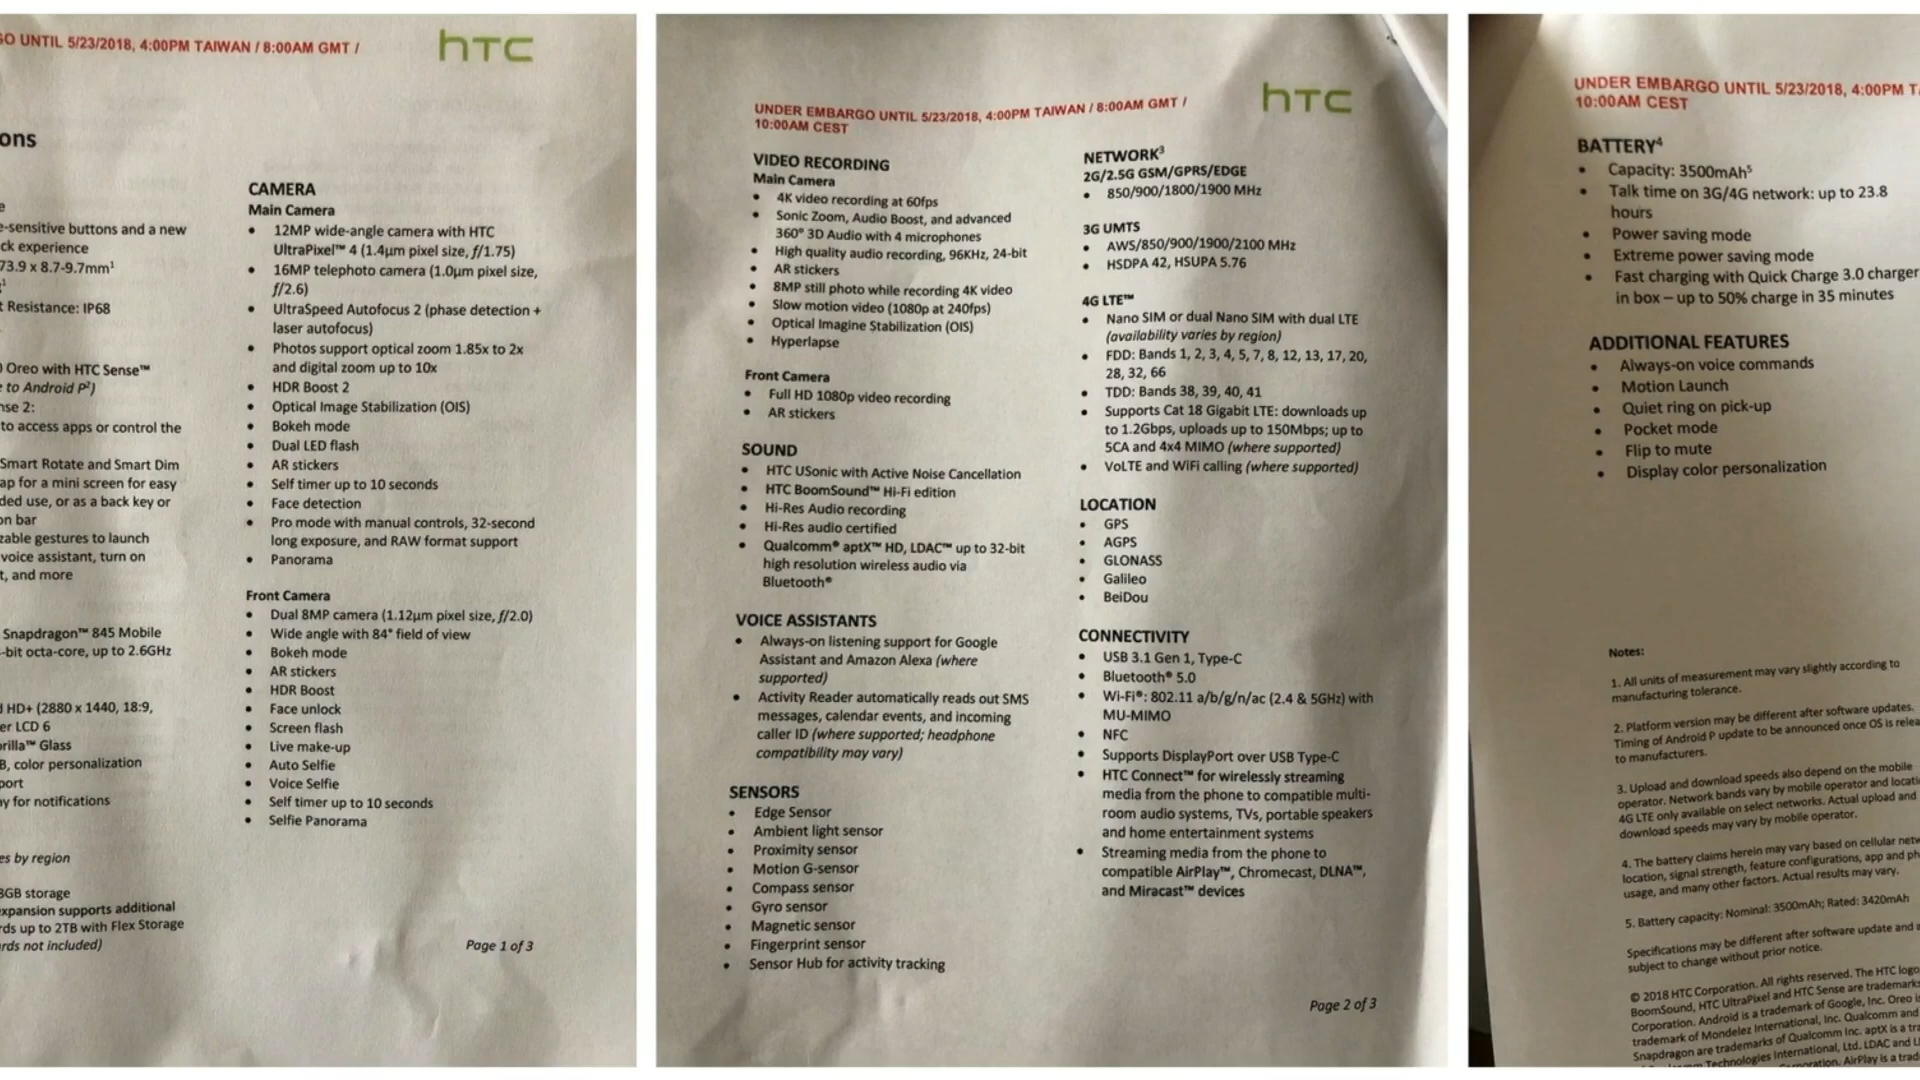 GO UNTIL 5/23/2018, 4:00PM TAIWAN / 8:00AM GMT /
hTC
ons
e
e-sensitive buttons and a new
ck experience
73.9 x 8.7-9.7mm¹
t Resistance: IP68
) Oreo with HTC Sense™
e to Android P²)
nse 2:
to access apps or control the
Smart Rotate and Smart Dim
ap for a mini screen for easy
ded use, or as a back key or
on bar
zable gestures to launch
voice assistant, turn on
t, and more
Snapdragon™ 845 Mobile
-bit octa-core, up to 2.6GHz
d HD+ (2880 x 1440, 18:9,
er LCD 6
orilla™ Glass
B, color personalization
port
ay for notifications
es by region
8GB storage
expansion supports additional
rds up to 2TB with Flex Storage
ards not included)
CAMERA
Main Camera
• 12MP wide-angle camera with HTC
UltraPixel™ 4 (1.4µm pixel size, f/1.75)
• 16MP telephoto camera (1.0µm pixel size,
f/2.6)
• UltraSpeed Autofocus 2 (phase detection +
laser autofocus)
• Photos support optical zoom 1.85x to 2x
and digital zoom up to 10x
• HDR Boost 2
• Optical Image Stabilization (OIS)
• Bokeh mode
• Dual LED flash
• AR stickers
• Self timer up to 10 seconds
• Face detection
• Pro mode with manual controls, 32-second
long exposure, and RAW format support
• Panorama
Front Camera
• Dual 8MP camera (1.12µm pixel size, f/2.0)
• Wide angle with 84° field of view
• Bokeh mode
• AR stickers
• HDR Boost
• Face unlock
• Screen flash
• Live make-up
• Auto Selfie
• Voice Selfie
• Self timer up to 10 seconds
• Selfie Panorama
Page 1 of 3
hTC
UNDER EMBARGO UNTIL 5/23/2018, 4:00PM TAIWAN / 8:00AM GMT /
10:00AM CEST
VIDEO RECORDING
Main Camera
• 4K video recording at 60fps
• Sonic Zoom, Audio Boost, and advanced
360° 3D Audio with 4 microphones
• High quality audio recording, 96KHz, 24-bit
• AR stickers
• 8MP still photo while recording 4K video
• Slow motion video (1080p at 240fps)
• Optical Imagine Stabilization (OIS)
• Hyperlapse
Front Camera
• Full HD 1080p video recording
• AR stickers
SOUND
• HTC USonic with Active Noise Cancellation
• HTC BoomSound™ Hi-Fi edition
• Hi-Res Audio recording
• Hi-Res audio certified
• Qualcomm® aptX™ HD, LDAC™ up to 32-bit
high resolution wireless audio via
Bluetooth®
VOICE ASSISTANTS
• Always-on listening support for Google
Assistant and Amazon Alexa (where
supported)
• Activity Reader automatically reads out SMS
messages, calendar events, and incoming
caller ID (where supported; headphone
compatibility may vary)
SENSORS
• Edge Sensor
• Ambient light sensor
• Proximity sensor
• Motion G-sensor
• Compass sensor
• Gyro sensor
• Magnetic sensor
• Fingerprint sensor
• Sensor Hub for activity tracking
NETWORK³
2G/2.5G GSM/GPRS/EDGE
• 850/900/1800/1900 MHz
3G UMTS
• AWS/850/900/1900/2100 MHz
• HSDPA 42, HSUPA 5.76
4G LTE™
• Nano SIM or dual Nano SIM with dual LTE
(availability varies by region)
• FDD: Bands 1, 2, 3, 4, 5, 7, 8, 12, 13, 17, 20,
28, 32, 66
• TDD: Bands 38, 39, 40, 41
• Supports Cat 18 Gigabit LTE: downloads up
to 1.2Gbps, uploads up to 150Mbps; up to
5CA and 4x4 MIMO (where supported)
• VoLTE and WiFi calling (where supported)
LOCATION
• GPS
• AGPS
• GLONASS
• Galileo
• BeiDou
CONNECTIVITY
• USB 3.1 Gen 1, Type-C
• Bluetooth® 5.0
• Wi-Fi®: 802.11 a/b/g/n/ac (2.4 & 5GHz) with
MU-MIMO
• NFC
• Supports DisplayPort over USB Type-C
• HTC Connect™ for wirelessly streaming
media from the phone to compatible multi-
room audio systems, TVs, portable speakers
and home entertainment systems
• Streaming media from the phone to
compatible AirPlay™, Chromecast, DLNA™,
and Miracast™ devices
Page 2 of 3
UNDER EMBARGO UNTIL 5/23/2018, 4:00PM T
10:00AM CEST
BATTERY⁴
• Capacity: 3500mAh⁵
• Talk time on 3G/4G network: up to 23.8
hours
• Power saving mode
• Extreme power saving mode
• Fast charging with Quick Charge 3.0 charger
in box – up to 50% charge in 35 minutes
ADDITIONAL FEATURES
• Always-on voice commands
• Motion Launch
• Quiet ring on pick-up
• Pocket mode
• Flip to mute
• Display color personalization
Notes:
1. All units of measurement may vary slightly according to
manufacturing tolerance.
2. Platform version may be different after software updates.
Timing of Android P update to be announced once OS is relea
to manufacturers.
3. Upload and download speeds also depend on the mobile
operator. Network bands vary by mobile operator and locati
4G LTE only available on select networks. Actual upload and
download speeds may vary by mobile operator.
4. The battery claims herein may vary based on cellular netw
location, signal strength, feature configurations, app and ph
usage, and many other factors. Actual results may vary.
5. Battery capacity: Nominal: 3500mAh; Rated: 3420mAh
Specifications may be different after software update and a
subject to change without prior notice.
© 2018 HTC Corporation. All rights reserved. The HTC logo
BoomSound, HTC UltraPixel and HTC Sense are trademarks
Corporation. Android is a trademark of Google, Inc. Oreo is
trademark of Mondelez International, Inc. Qualcomm and
Snapdragon are trademarks of Qualcomm Inc. aptX is a tra
Technologies International, Ltd. LDAC and L
AirPlay is a trad